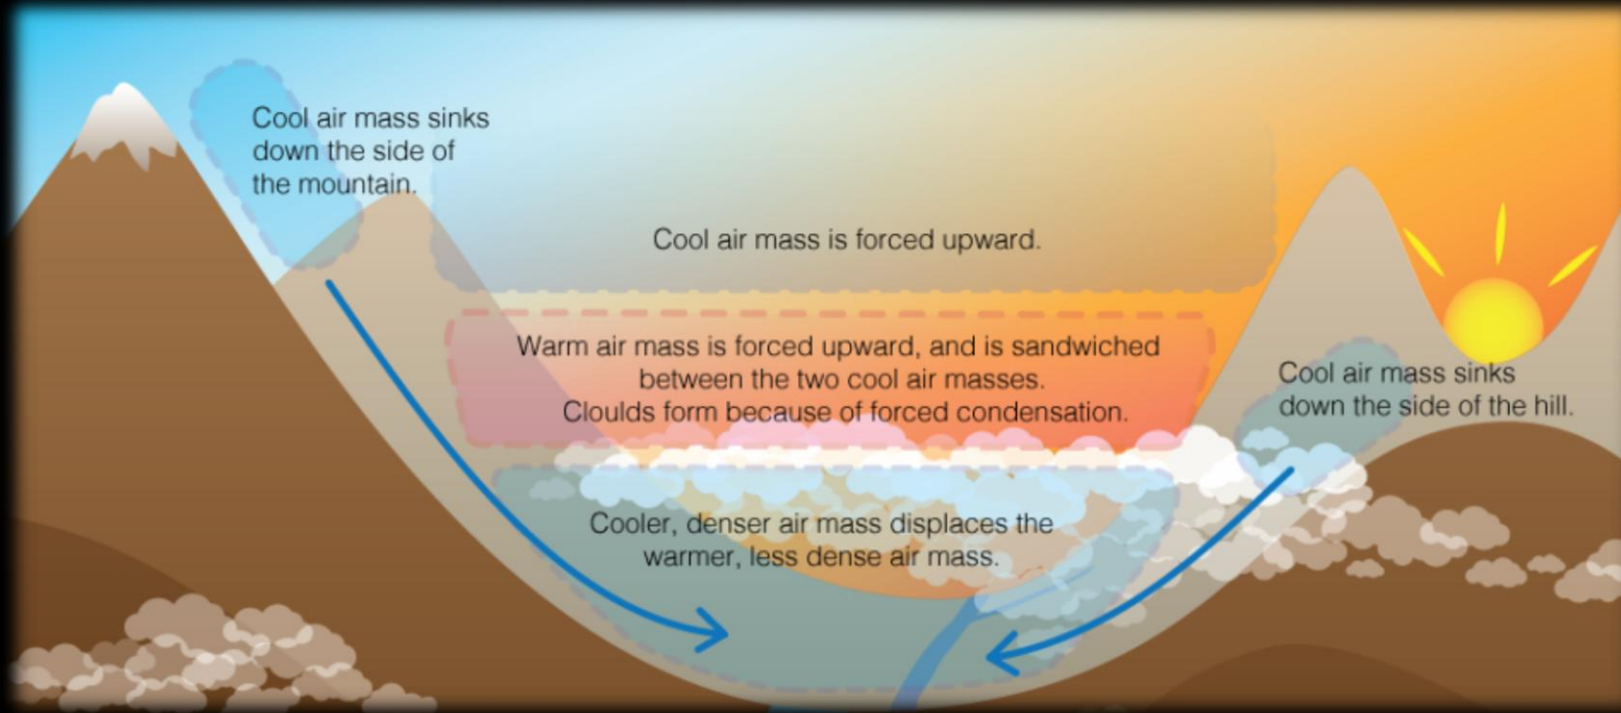 Cool air mass sinks
down the side of
the mountain.
Cool air mass is forced upward.
Warm air mass is forced upward, and is sandwiched
between the two cool air masses.
Cloulds form because of forced condensation.
Cool air mass sinks
down the side of the hill.
Cooler, denser air mass displaces the
warmer, less dense air mass.